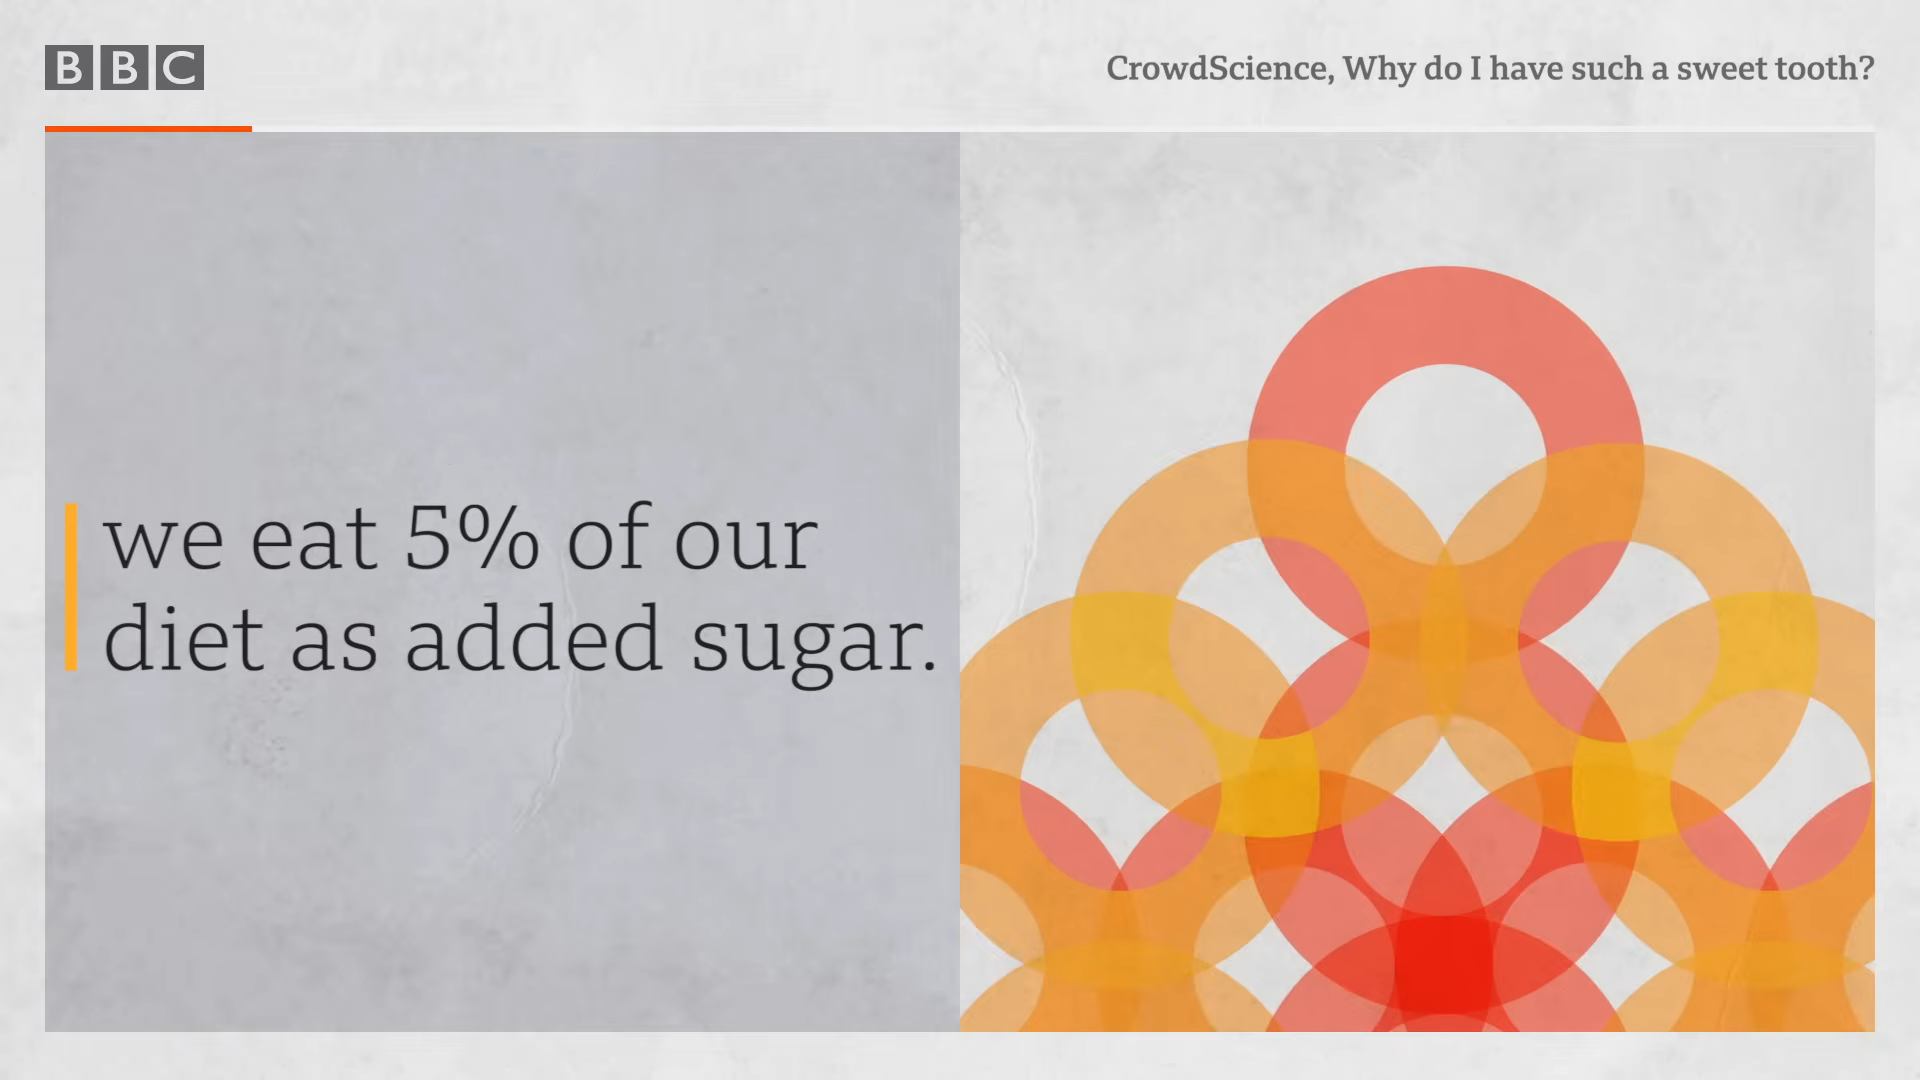 BBC
CrowdScience, Why do I have such a sweet tooth?
we eat 5% of our
diet as added sugar.